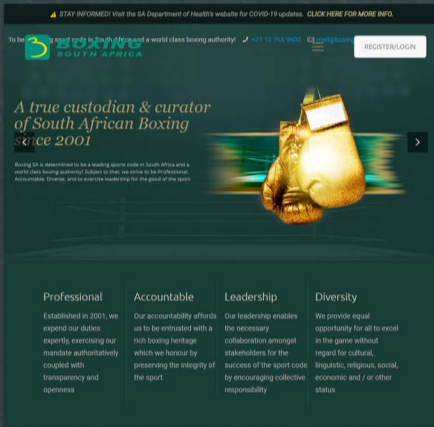 STAY INFORMED! Visit the SA Department of Health's website for COVID-19 updates. CLICK HERE FOR MORE INFO.
To be sport code in South Africa and a world class boxing authority! +27 12 765 9600
BOXING
SOUTH AFRICA
REGISTER/LOGIN
A true custodian & curator
of South African Boxing
since 2001
Boxing SA is determined to be a leading sports code in South Africa and a
world class boxing authority! Subject to that, we strive to be Professional,
Accountable, Diverse, and to exercise leadership for the good of the sport.
Professional
Established in 2001, we
expend our duties
expertly, exercising our
mandate authoritatively
coupled with
transparency and
openness
Accountable
Our accountability affords
us to be entrusted with a
rich boxing heritage
which we honour by
preserving the integrity of
the sport
Leadership
Our leadership enables
the necessary
collaboration amongst
stakeholders for the
success of the sport code
by encouraging collective
responsibility
Diversity
We provide equal
opportunity for all to excel
in the game without
regard for cultural,
linguistic, religious, social,
economic and / or other
status